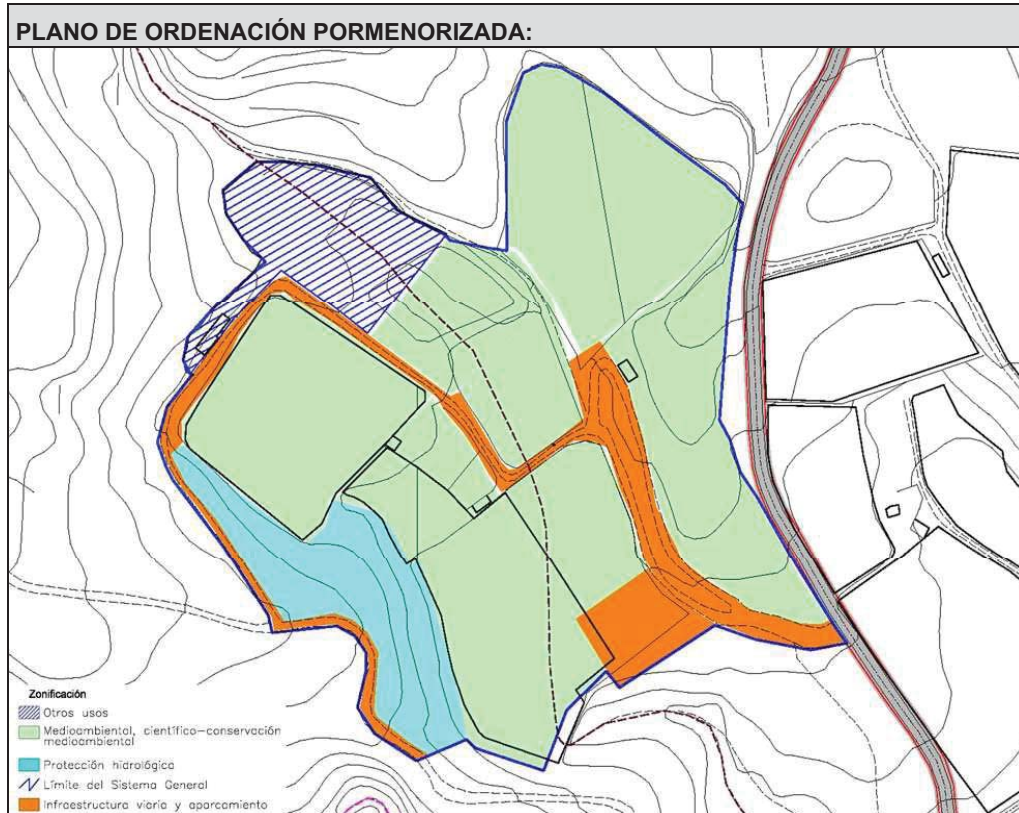 PLANO DE ORDENACIÓN PORMENORIZADA:
Zonificación
Otros usos
Medioambiental, científico-conservación
medioambiental
Protección hidrológica
Límite del Sistema General
Infraestructura viaria y aparcamiento